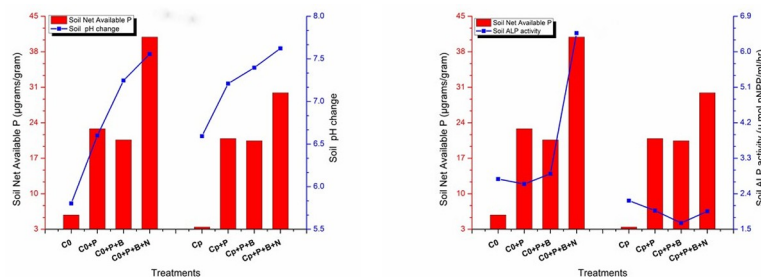 Soil Net Available P
Soil pH change
45
38
31
24
17
10
3
Soil Net Available P (µgrams/gram)
8.0
7.5
7.0
6.5
6.0
5.5
Soil pH change
C0
C0+P
C0+P+B
C0+P+B+N
Cp
Cp+P
Cp+P+B
Cp+P+B+N
Treatments
Soil Net Available P
Soil ALP activity
45
38
31
24
17
10
3
Soil Net Available P (µgrams/gram)
6.9
6.0
5.1
4.2
3.3
2.4
1.5
Soil ALP activity (µ mol pNPP/ml/hr)
C0
C0+P
C0+P+B
C0+P+B+N
Cp
Cp+P
Cp+P+B
Cp+P+B+N
Treatments